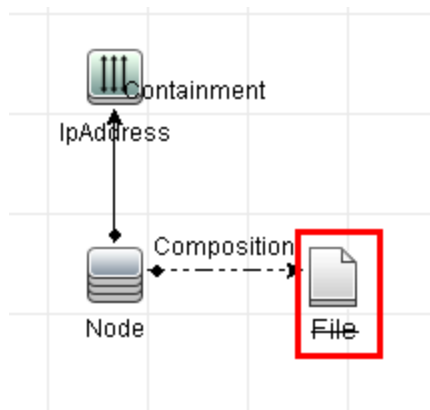 Containment
IpAddress
Composition
Node
File